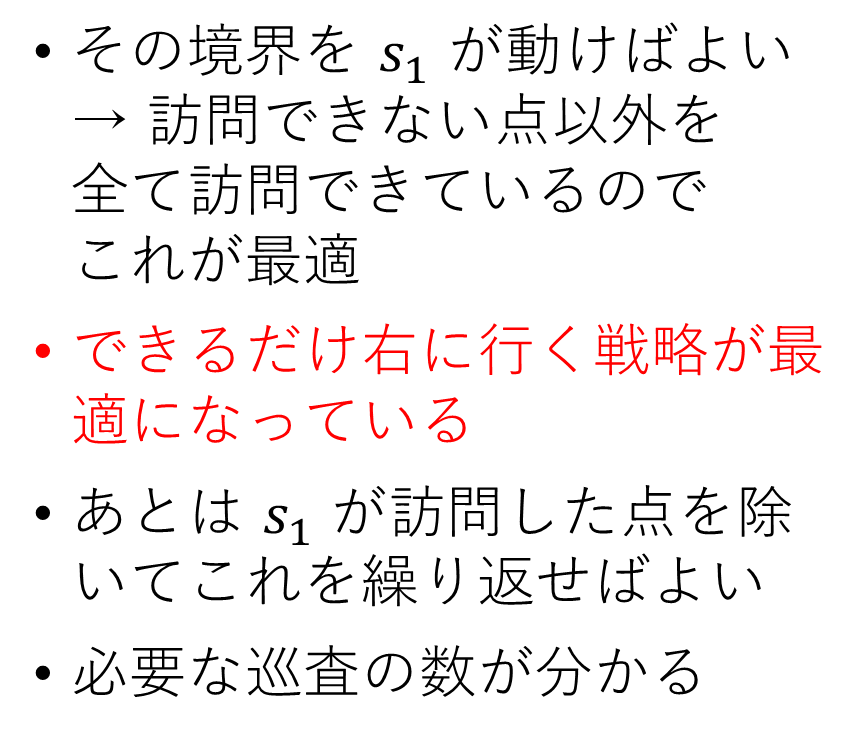 • その境界を s₁ が動けばよい
→ 訪問できない点以外を
全て訪問できているので
これが最適
• できるだけ右に行く戦略が最
適になっている
• あとは s₁ が訪問した点を除
いてこれを繰り返せばよい
• 必要な巡査の数が分かる